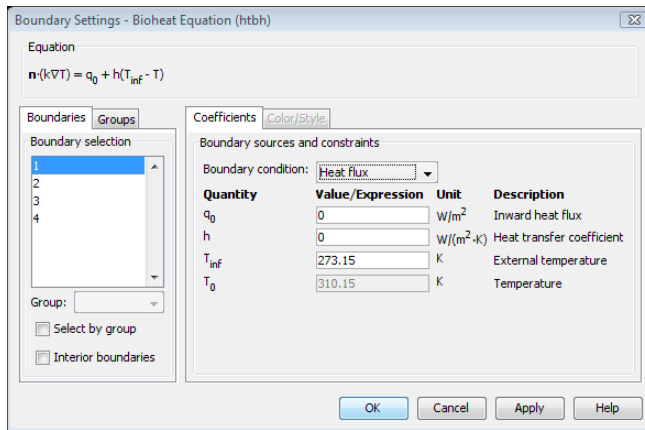 Boundary Settings - Bioheat Equation (htbh)
Equation
n·(k∇T) = q0 + h(Tinf - T)
Boundaries Groups
Boundary selection
1
2
3
4
Group:
Select by group
Interior boundaries
Coefficients Color/Style
Boundary sources and constraints
Boundary condition: Heat flux
Quantity Value/Expression Unit Description
q0 0 W/m2 Inward heat flux
h 0 W/(m2·K) Heat transfer coefficient
Tinf 273.15 K External temperature
T0 310.15 K Temperature
OK Cancel Apply Help